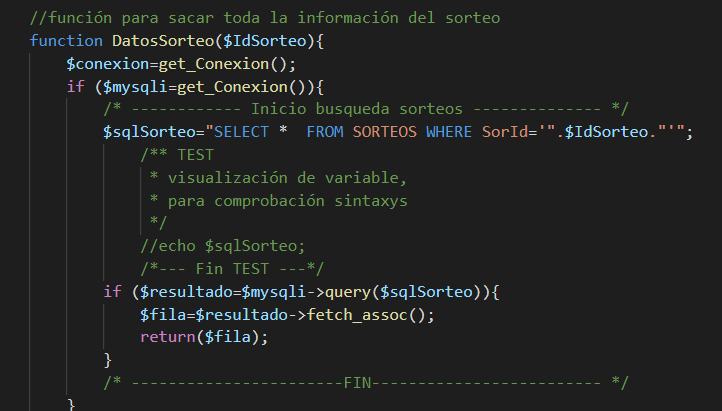 //función para sacar toda la información del sorteo
function DatosSorteo($IdSorteo){
$conexion=get_Conexion();
if ($mysqli=get_Conexion()){
/* ------------ Inicio busqueda sorteos -------------- */
$sqlSorteo="SELECT *  FROM SORTEOS WHERE SorId='".$IdSorteo."'";
/** TEST
* visualización de variable,
* para comprobación sintaxys
*/
//echo $sqlSorteo;
/*--- Fin TEST ---*/
if ($resultado=$mysqli->query($sqlSorteo)){
$fila=$resultado->fetch_assoc();
return($fila);
}
/* -----------------------FIN------------------------- */
}